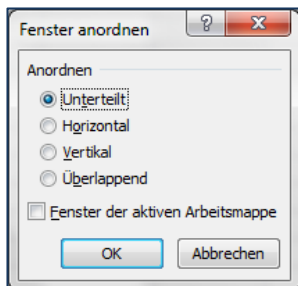 Fenster anordnen
Anordnen
Unterteilt
Horizontal
Vertikal
Überlappend
Fenster der aktiven Arbeitsmappe
OK
Abbrechen